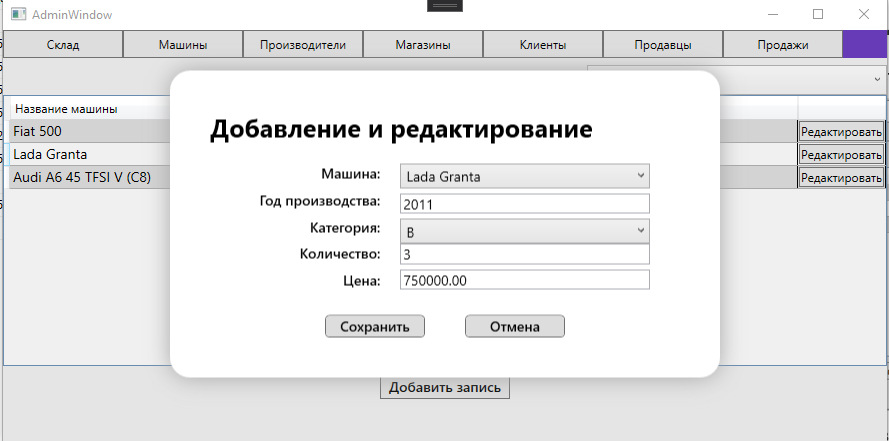 AdminWindow
Склад Машины Производители Магазины Клиенты Продавцы Продажи
Название машины
Fiat 500 Редактировать
Lada Granta Редактировать
Audi A6 45 TFSI V (C8) Редактировать
Добавление и редактирование
Машина: Lada Granta
Год производства: 2011
Категория: B
Количество: 3
Цена: 750000.00
Сохранить Отмена
Добавить запись